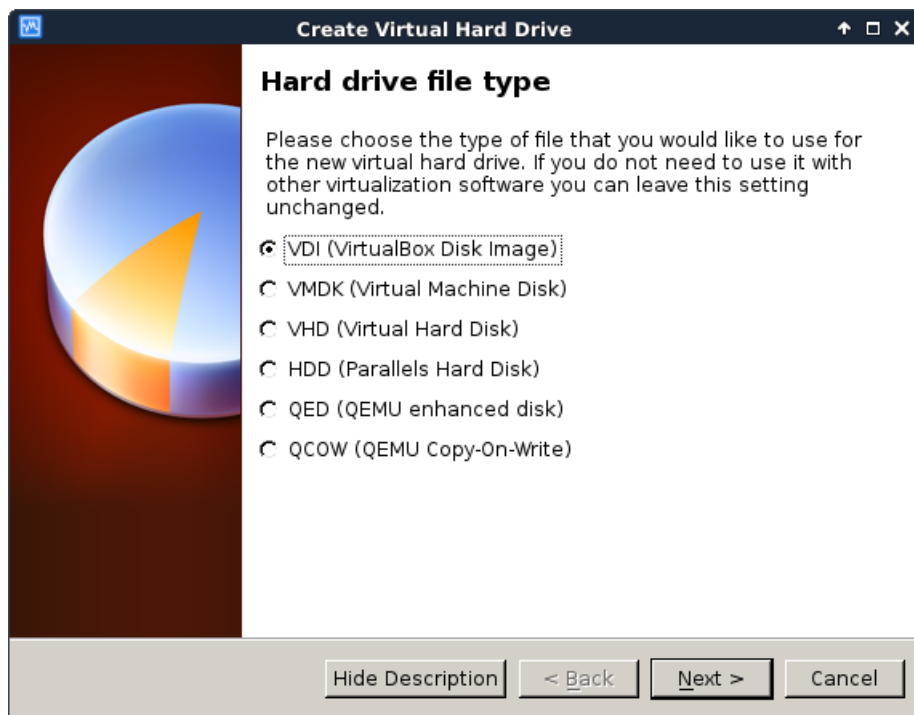 Create Virtual Hard Drive
Hard drive file type
Please choose the type of file that you would like to use for
the new virtual hard drive. If you do not need to use it with
other virtualization software you can leave this setting
unchanged.
VDI (VirtualBox Disk Image)
VMDK (Virtual Machine Disk)
VHD (Virtual Hard Disk)
HDD (Parallels Hard Disk)
QED (QEMU enhanced disk)
QCOW (QEMU Copy-On-Write)
Hide Description
< Back
Next >
Cancel